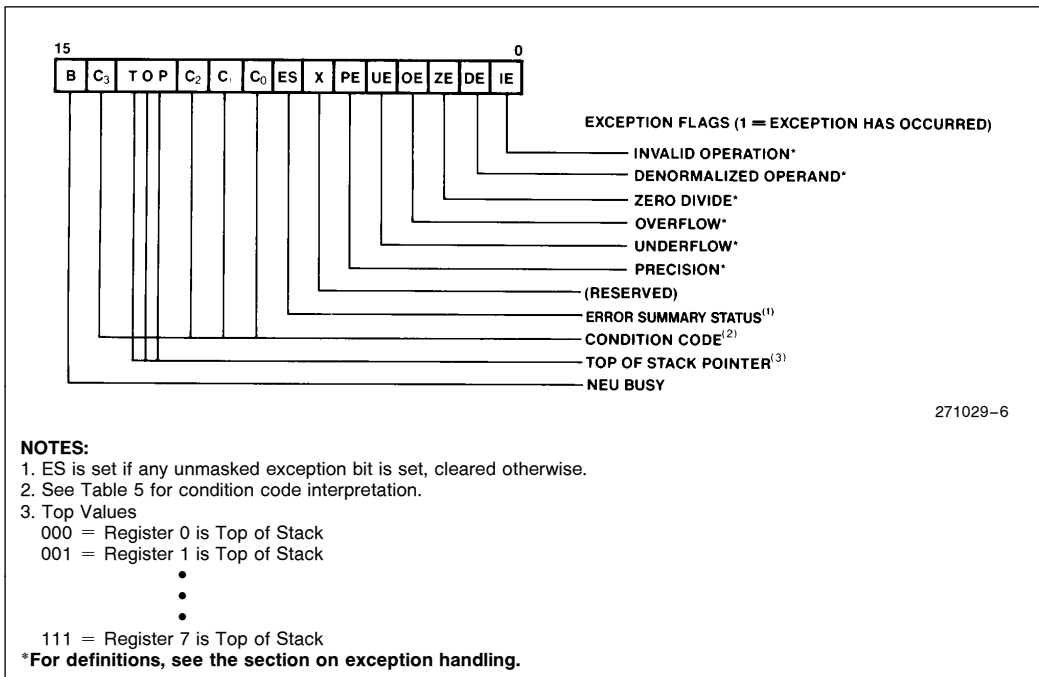 15 0
B C₃ T O P C₂ C₁ C₀ ES X PE UE OE ZE DE IE
EXCEPTION FLAGS (1 = EXCEPTION HAS OCCURRED)
INVALID OPERATION*
DENORMALIZED OPERAND*
ZERO DIVIDE*
OVERFLOW*
UNDERFLOW*
PRECISION*
(RESERVED)
ERROR SUMMARY STATUS⁽¹⁾
CONDITION CODE⁽²⁾
TOP OF STACK POINTER⁽³⁾
NEU BUSY
271029–6
NOTES:
1. ES is set if any unmasked exception bit is set, cleared otherwise.
2. See Table 5 for condition code interpretation.
3. Top Values
000 = Register 0 is Top of Stack
001 = Register 1 is Top of Stack
•
•
•
111 = Register 7 is Top of Stack
*For definitions, see the section on exception handling.